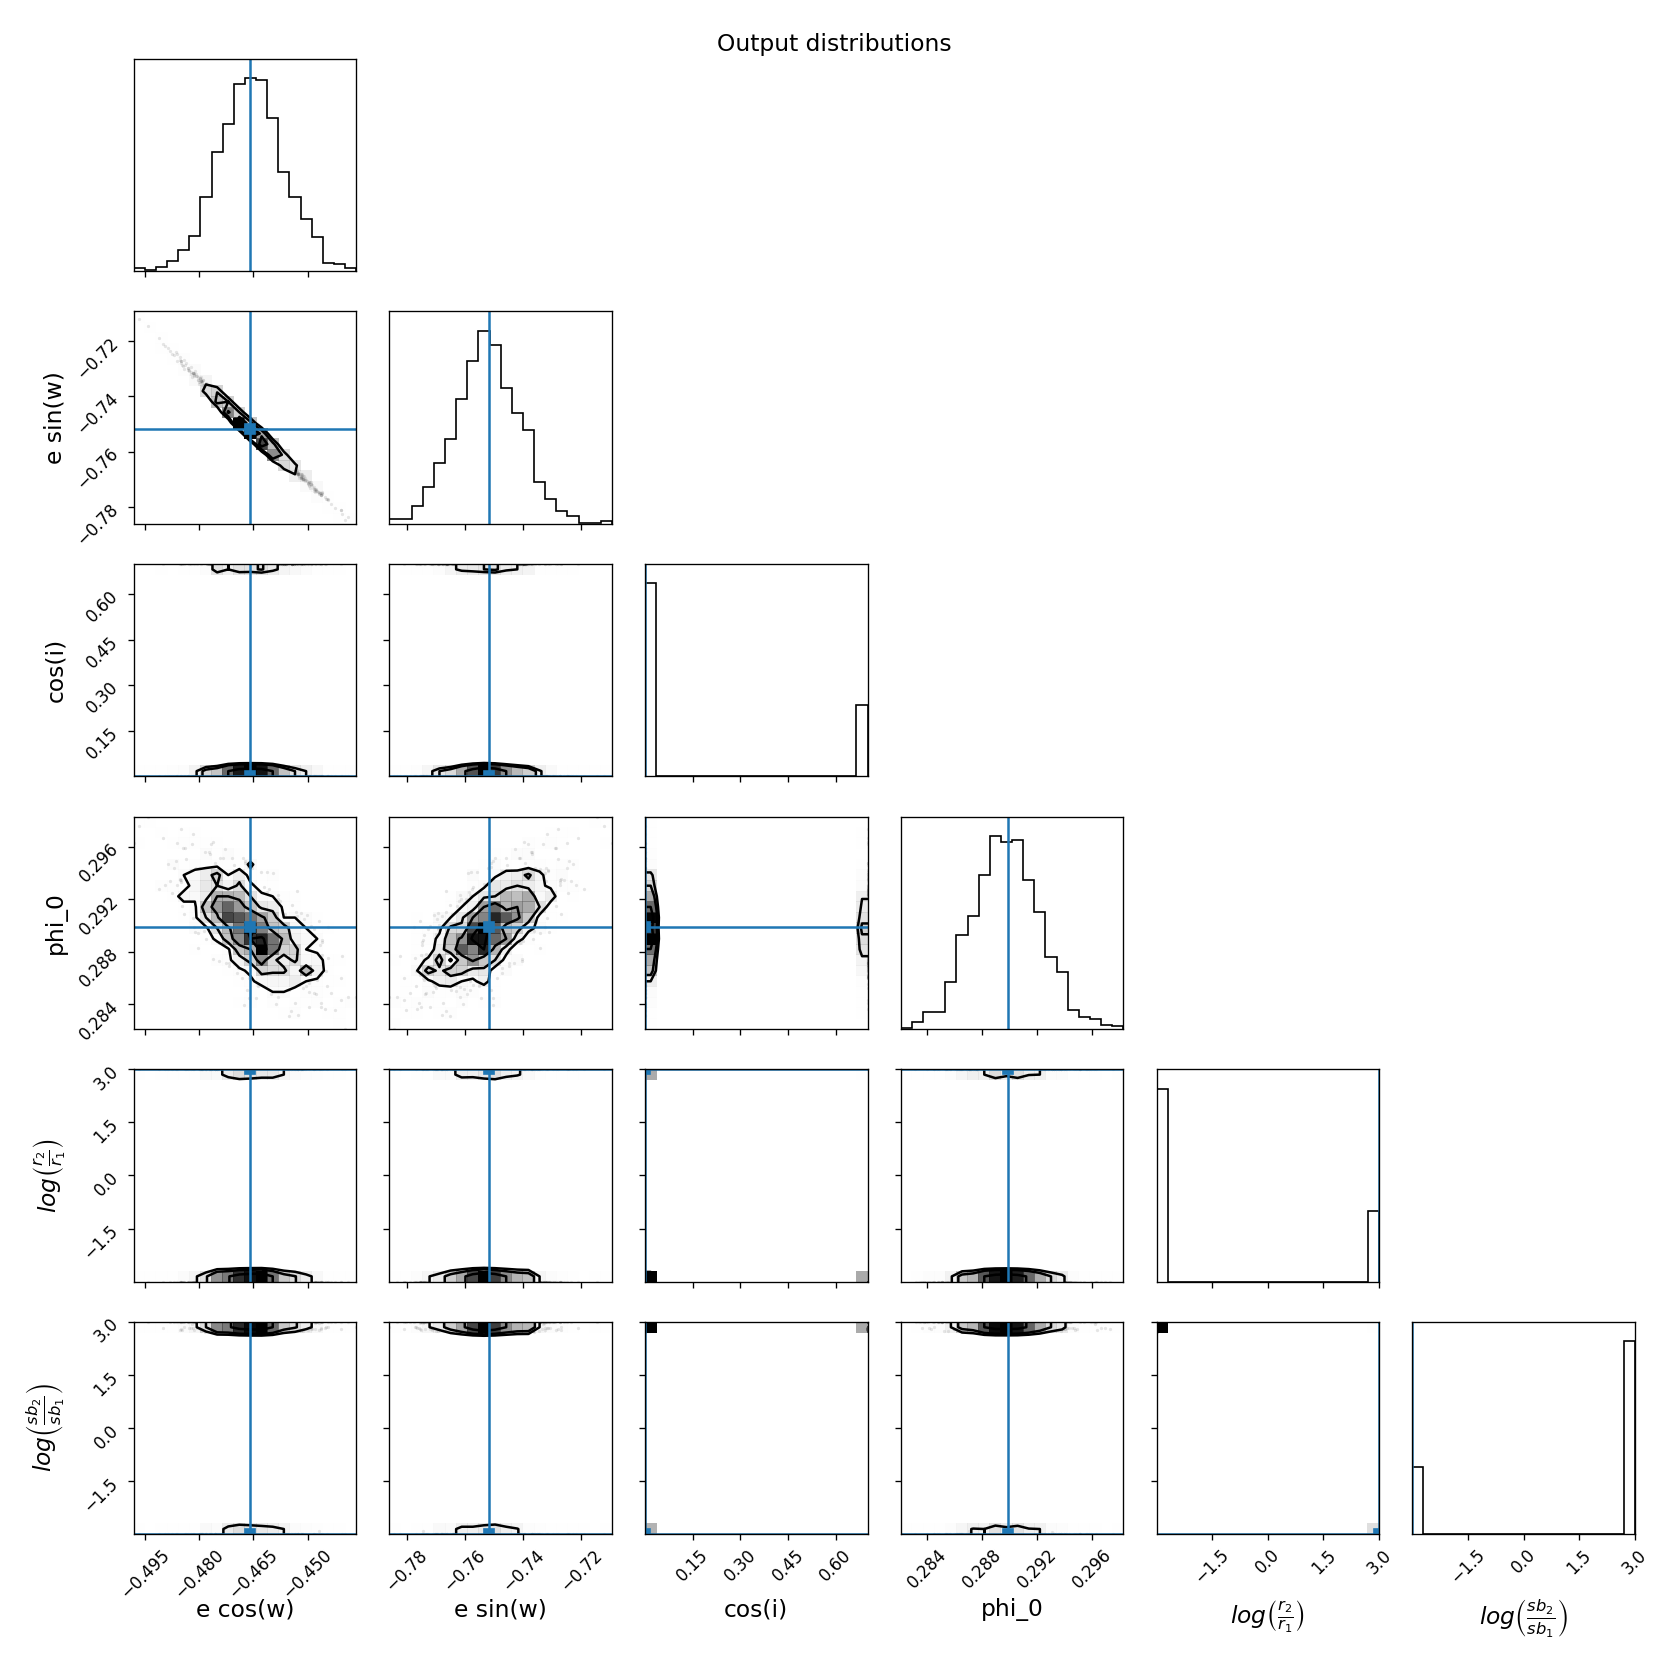 Output distributions
e sin(w)
−0.72
−0.74
−0.76
−0.78
cos(i)
0.60
0.45
0.30
0.15
phi_0
0.296
0.292
0.288
0.284
log(r2/r1)
3.0
1.5
0.0
−1.5
log(sb2/sb1)
3.0
1.5
0.0
−1.5
−0.495 −0.480 −0.465 −0.450
−0.78 −0.76 −0.74 −0.72
0.15 0.30 0.45 0.60
0.284 0.288 0.292 0.296
−1.5 0.0 1.5 3.0
−1.5 0.0 1.5 3.0
e cos(w)
e sin(w)
cos(i)
phi_0
log(r2/r1)
log(sb2/sb1)